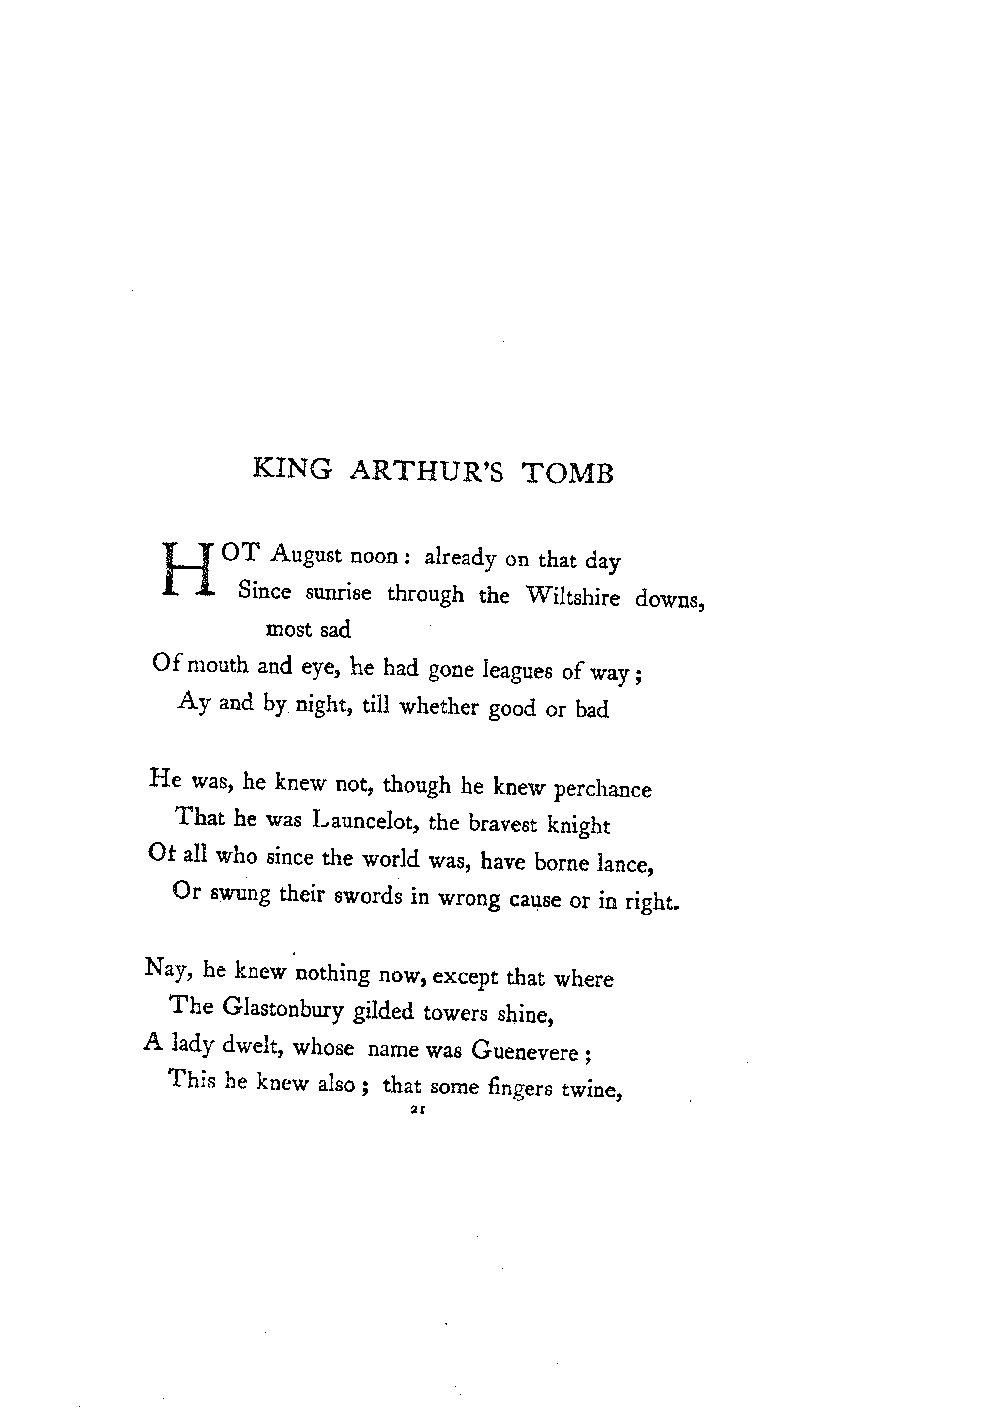 KING ARTHUR'S TOMB
HOT August noon : already on that day
Since sunrise through the Wiltshire downs,
most sad
Of mouth and eye, he had gone leagues of way ;
Ay and by night, till whether good or bad
He was, he knew not, though he knew perchance
That he was Launcelot, the bravest knight
Of all who since the world was, have borne lance,
Or swung their swords in wrong cause or in right.
Nay, he knew nothing now, except that where
The Glastonbury gilded towers shine,
A lady dwelt, whose name was Guenevere ;
This he knew also ; that some fingers twine,
21